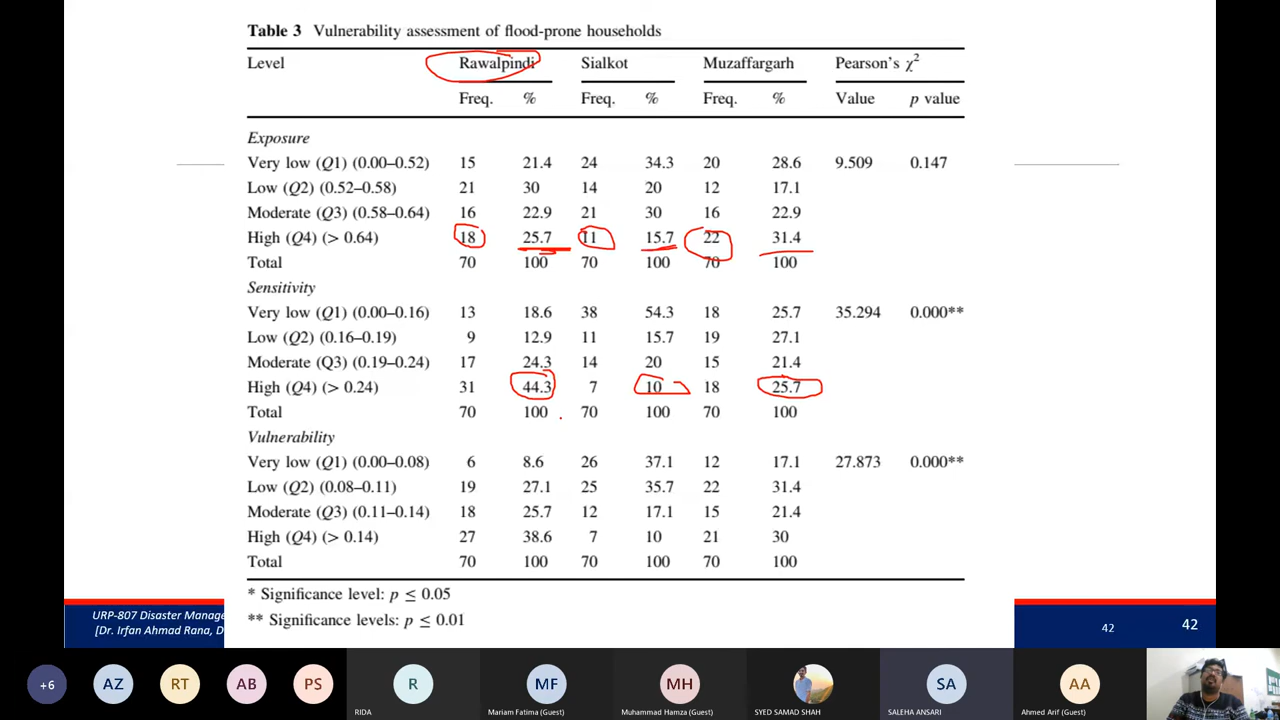 Table 3 Vulnerability assessment of flood-prone households
Level Rawalpindi Sialkot Muzaffargarh Pearson's χ²
Freq. % Freq. % Freq. % Value p value
Exposure
Very low (Q1) (0.00–0.52) 15 21.4 24 34.3 20 28.6 9.509 0.147
Low (Q2) (0.52–0.58) 21 30 14 20 12 17.1
Moderate (Q3) (0.58–0.64) 16 22.9 21 30 16 22.9
High (Q4) (> 0.64) 18 25.7 11 15.7 22 31.4
Total 70 100 70 100 70 100
Sensitivity
Very low (Q1) (0.00–0.16) 13 18.6 38 54.3 18 25.7 35.294 0.000**
Low (Q2) (0.16–0.19) 9 12.9 11 15.7 19 27.1
Moderate (Q3) (0.19–0.24) 17 24.3 14 20 15 21.4
High (Q4) (> 0.24) 31 44.3 7 10 18 25.7
Total 70 100 70 100 70 100
Vulnerability
Very low (Q1) (0.00–0.08) 6 8.6 26 37.1 12 17.1 27.873 0.000**
Low (Q2) (0.08–0.11) 19 27.1 25 35.7 22 31.4
Moderate (Q3) (0.11–0.14) 18 25.7 12 17.1 15 21.4
High (Q4) (> 0.14) 27 38.6 7 10 21 30
Total 70 100 70 100 70 100
* Significance level: p ≤ 0.05
** Significance levels: p ≤ 0.01
URP-807 Disaster Manag
[Dr. Irfan Ahmad Rana, D
42 42
+6 AZ RT AB PS R MF MH SA AA
RIDA Mariam Fatima (Guest) Muhammad Hamza (Guest) SYED SAMAD SHAH SALEHA ANSARI Ahmed Arif (Guest)